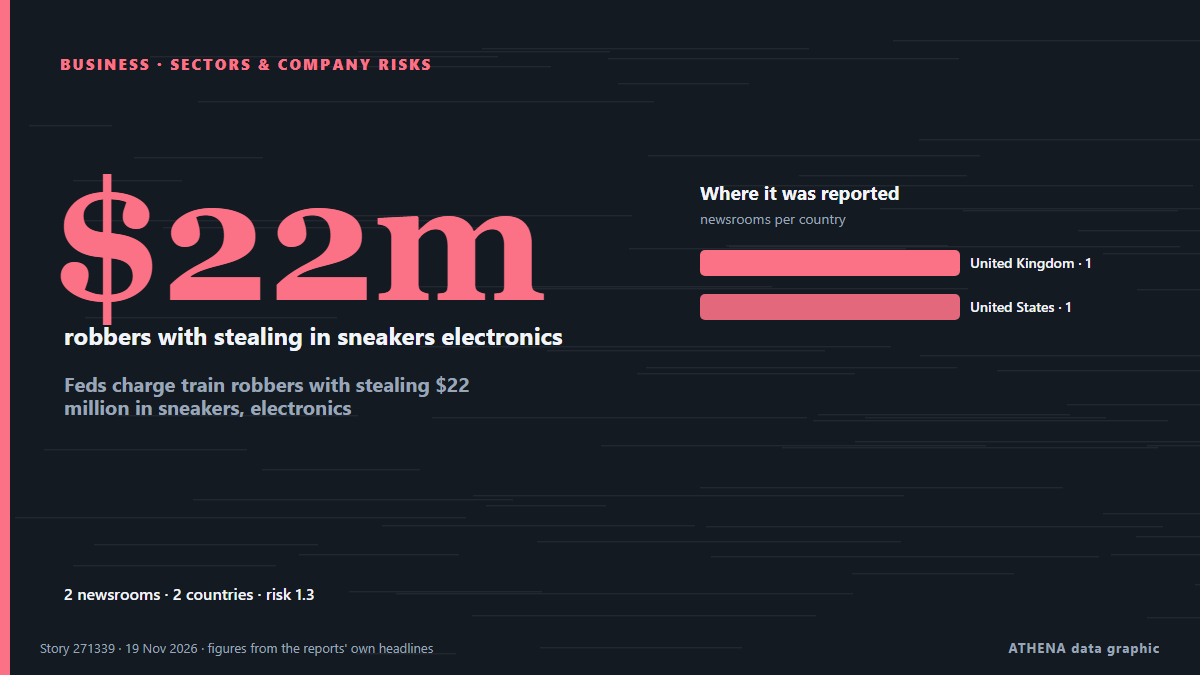 BUSINESS · SECTORS & COMPANY RISKS
$22m
robbers with stealing in sneakers electronics
Feds charge train robbers with stealing $22
million in sneakers, electronics
Where it was reported
newsrooms per country
United Kingdom · 1
United States · 1
2 newsrooms · 2 countries · risk 1.3
Story 271339 · 19 Nov 2026 · figures from the reports' own headlines
ATHENA data graphic